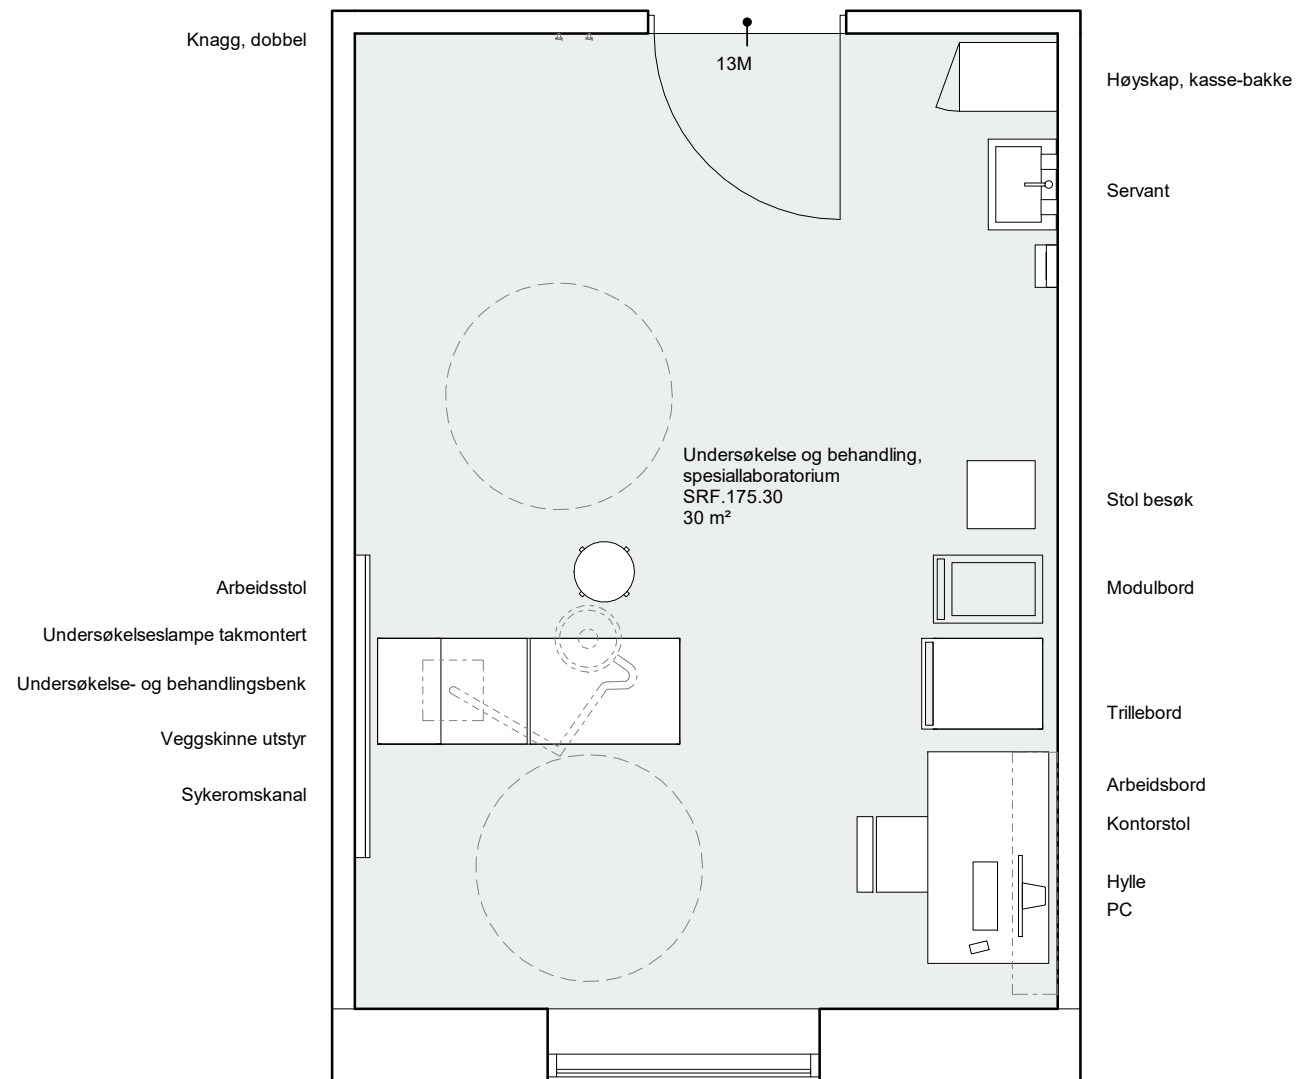 Knagg, dobbel
13M
Høyskap, kasse-bakke
Servant
Undersøkelse og behandling,
spesiallaboratorium
SRF.175.30
30 m²
Stol besøk
Arbeidsstol
Modulbord
Undersøkelseslampe takmontert
Undersøkelse- og behandlingsbenk
Trillebord
Veggskinne utstyr
Arbeidsbord
Sykeromskanal
Kontorstol
Hylle
PC